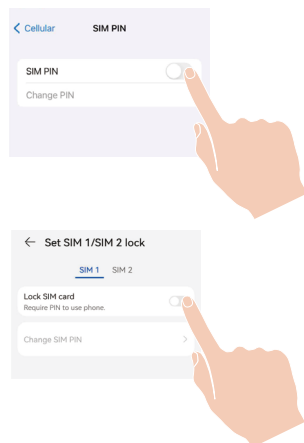 Cellular SIM PIN
SIM PIN
Change PIN
Set SIM 1/SIM 2 lock
SIM 1 SIM 2
Lock SIM card
Require PIN to use phone.
Change SIM PIN